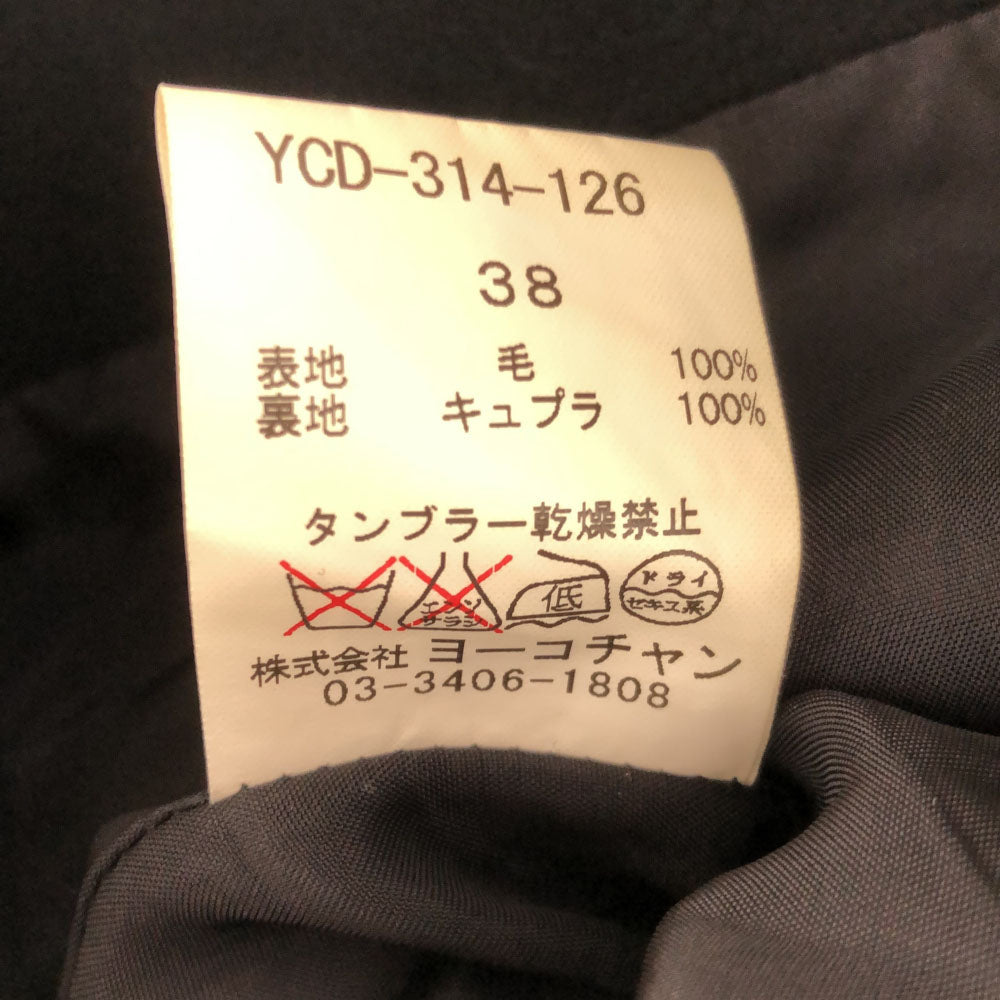 YCD-314-126
38
表地 毛 100%
裏地 キュプラ 100%
タンブラー乾燥禁止
エンソ
サラシ
低
ドライ
セキユ系
株式会社 ヨーコチャン
03-3406-1808